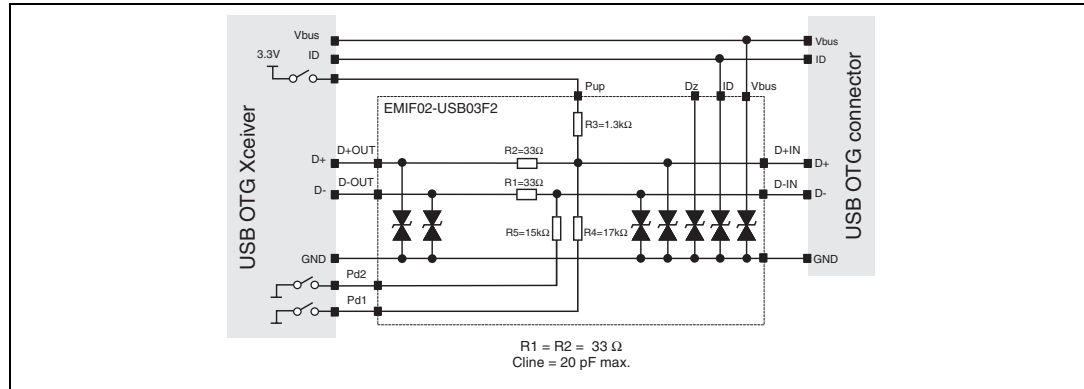 Vbus
Vbus
3.3V
ID
ID
Pup
Dz
ID
Vbus
EMIF02-USB03F2
R3=1.3kΩ
USB OTG Xceiver
USB OTG connector
D+OUT
R2=33Ω
D+IN
D+
D+
D-OUT
R1=33Ω
D-IN
D-
D-
R5=15kΩ
R4=17kΩ
GND
GND
Pd2
Pd1
R1 = R2 = 33 Ω
Cline = 20 pF max.